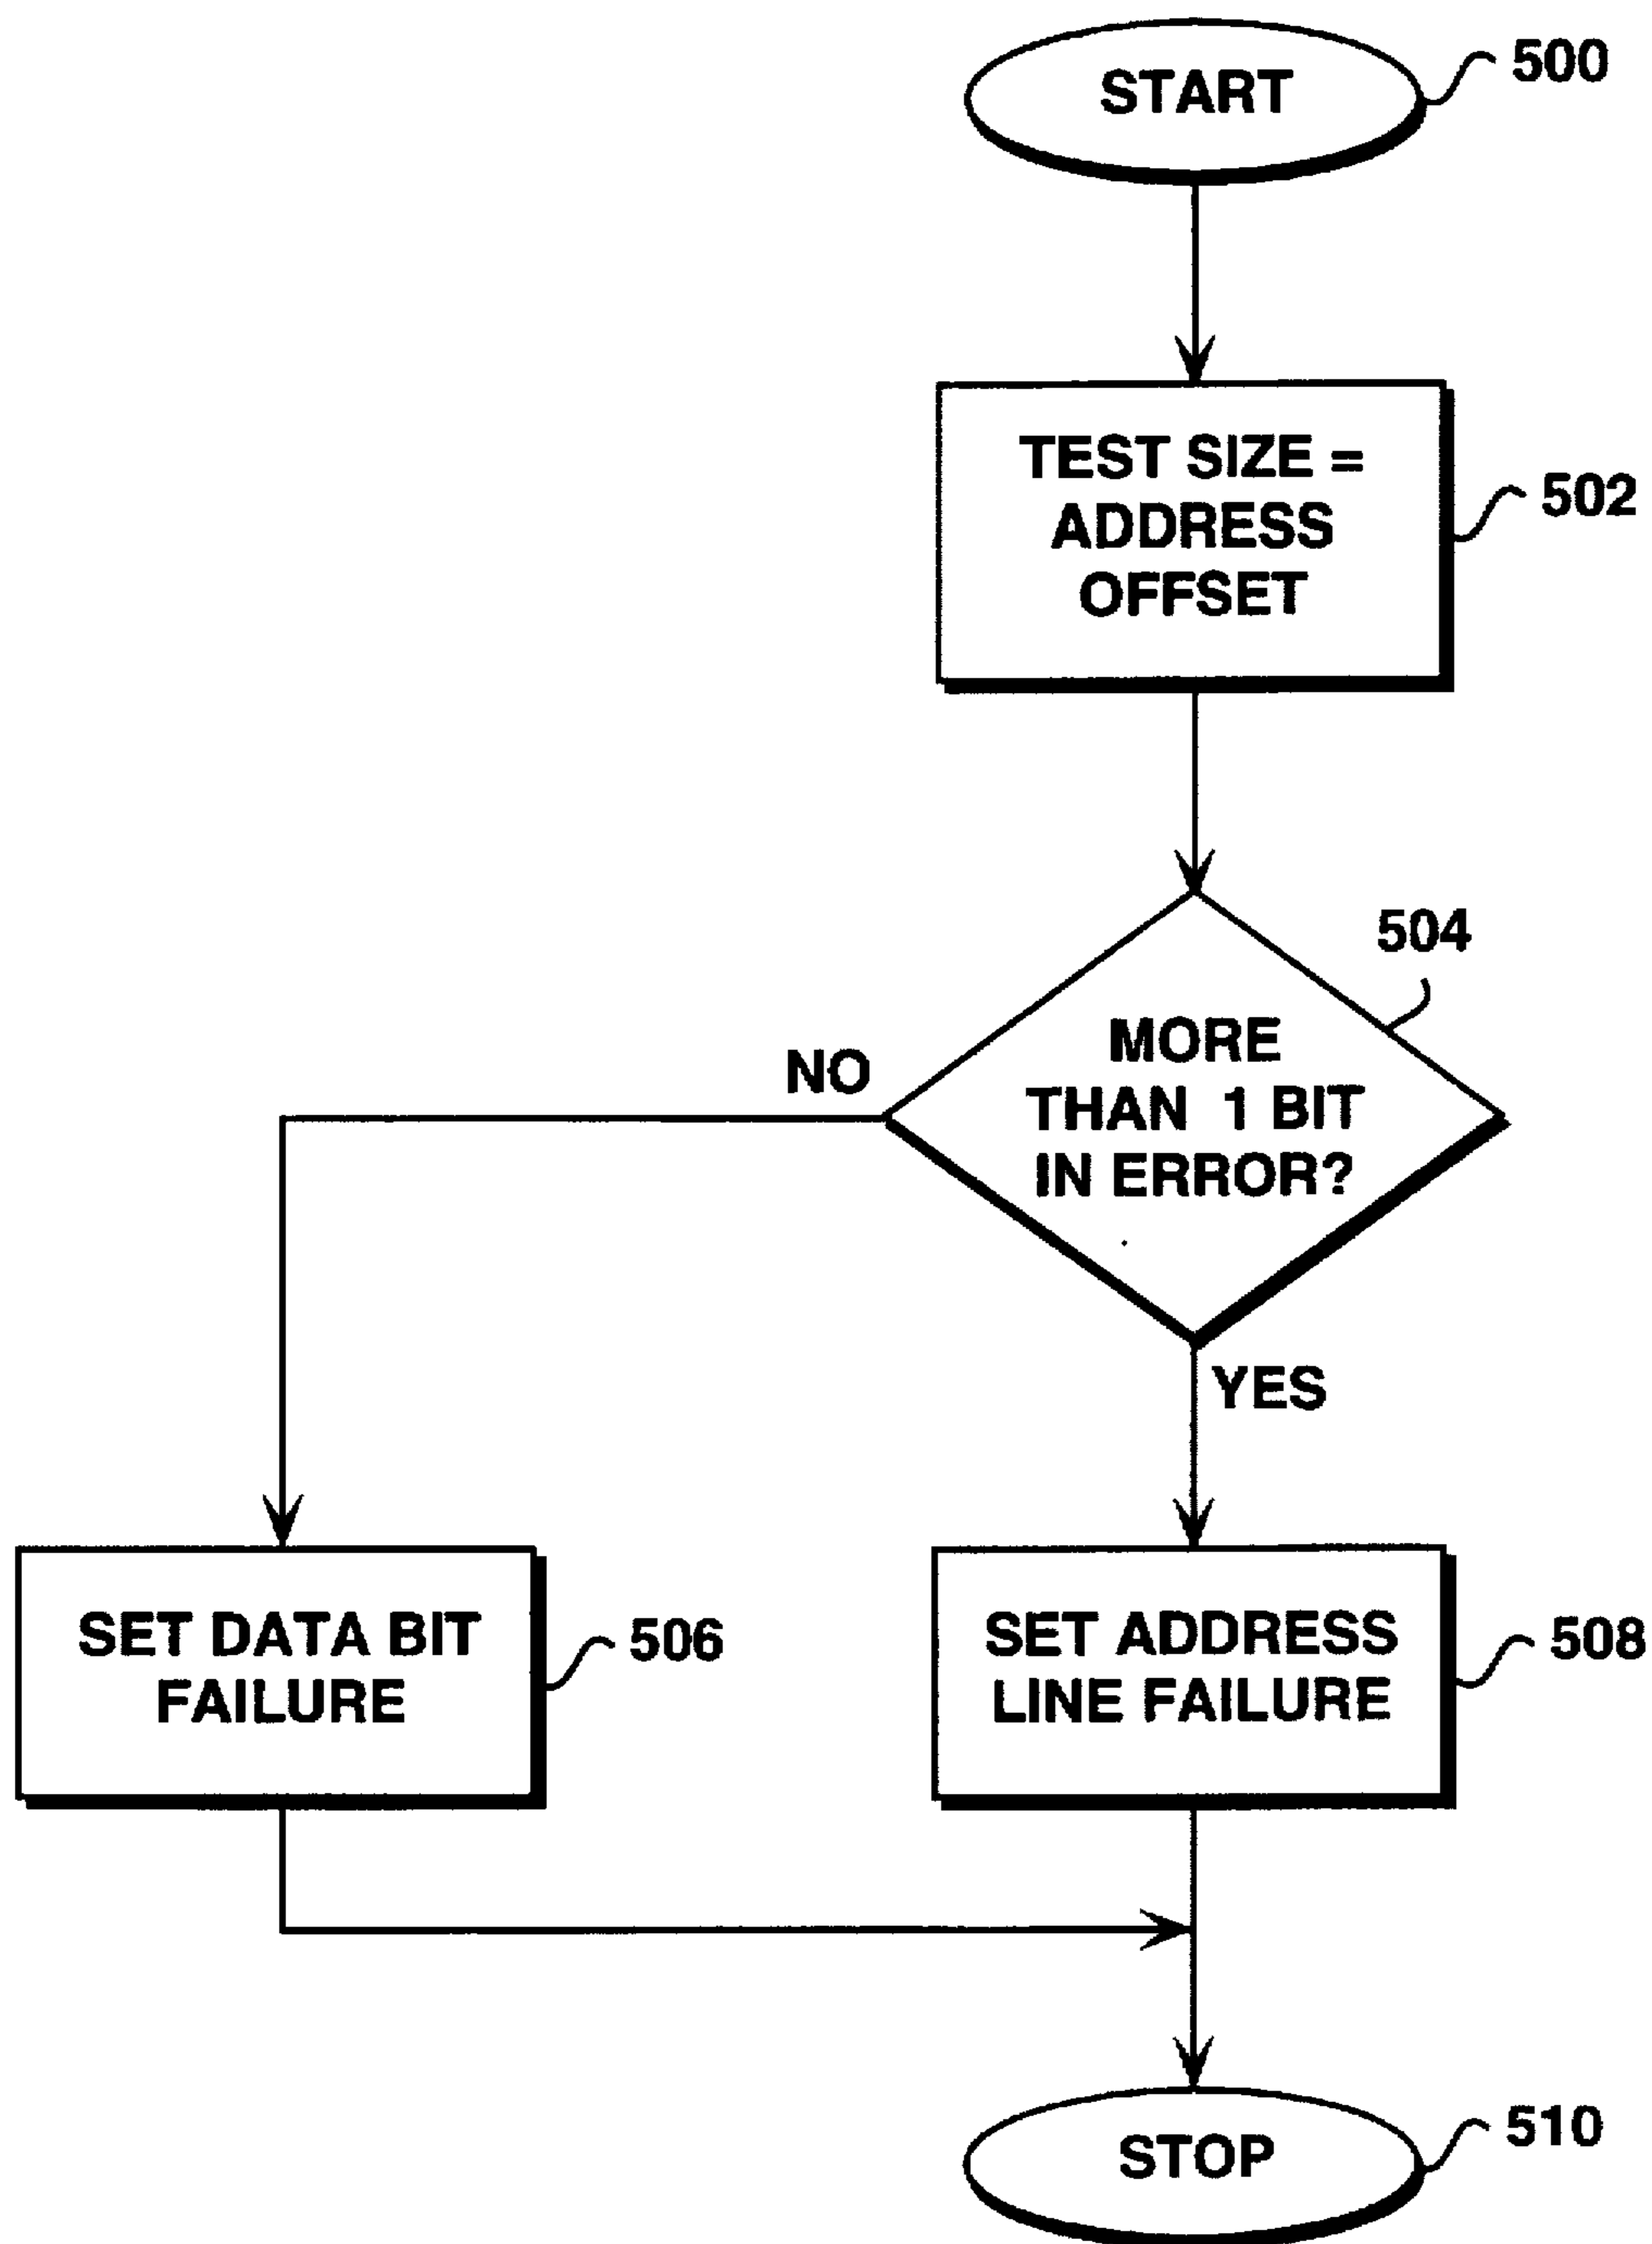 START
500
TEST SIZE =
ADDRESS
OFFSET
502
504
MORE
THAN 1 BIT
IN ERROR?
NO
YES
SET DATA BIT
FAILURE
506
SET ADDRESS
LINE FAILURE
508
STOP
510